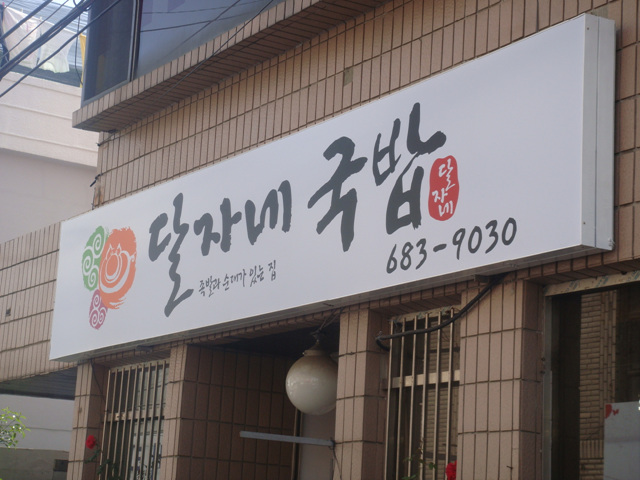 달자네 국밥
달
자네
족발과 순대가 있는 집
683-9030